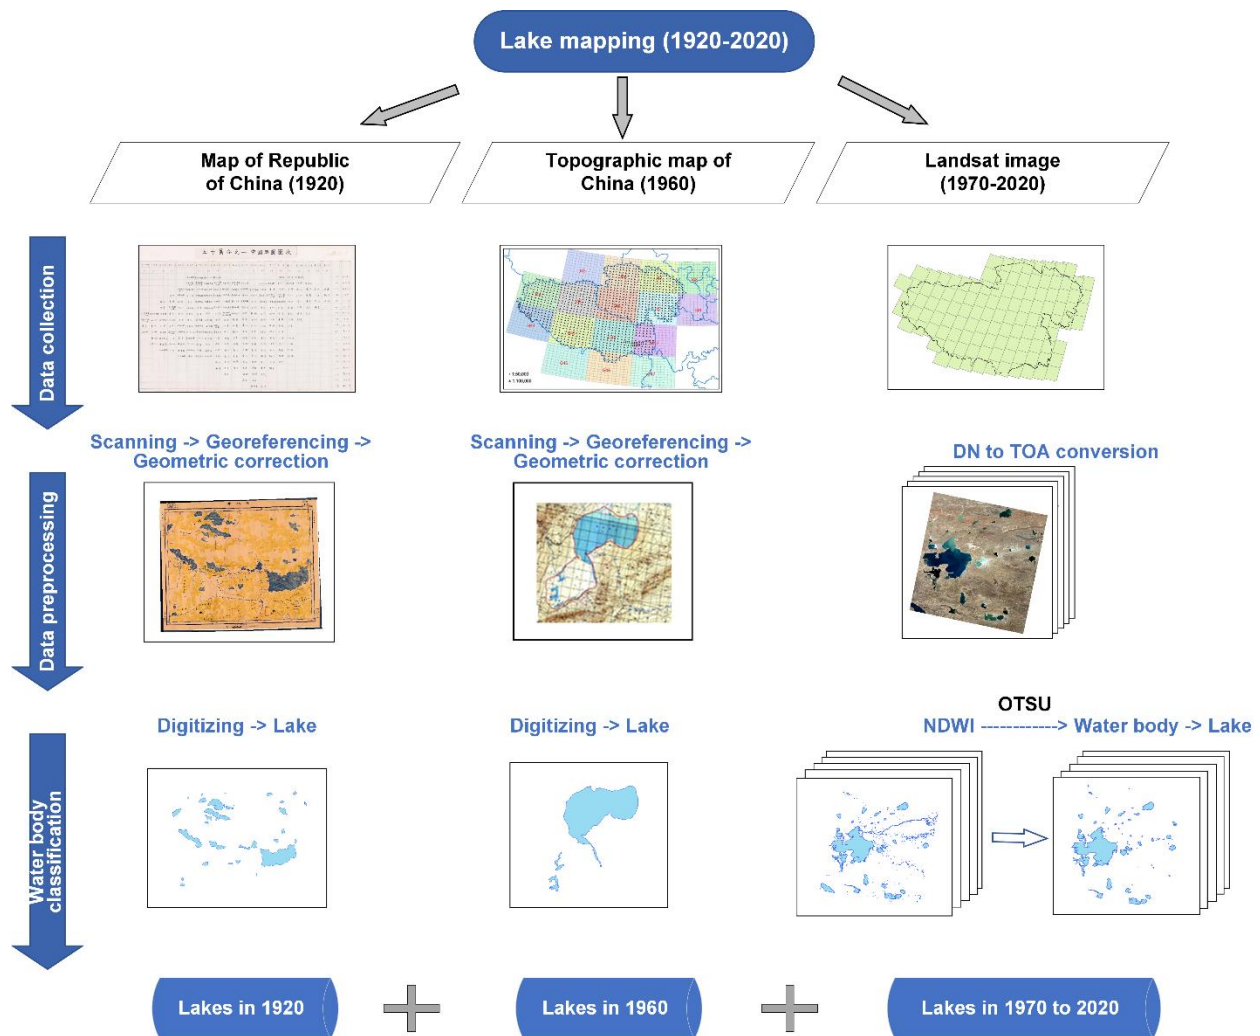 Lake mapping (1920-2020)
Map of Republic
of China (1920)
Topographic map of
China (1960)
Landsat image
(1970-2020)
Data collection
Scanning -> Georeferencing ->
Geometric correction
Scanning -> Georeferencing ->
Geometric correction
DN to TOA conversion
Data preprocessing
Digitizing -> Lake
Digitizing -> Lake
OTSU
NDWI ------------> Water body -> Lake
Water body
classification
Lakes in 1920
Lakes in 1960
Lakes in 1970 to 2020